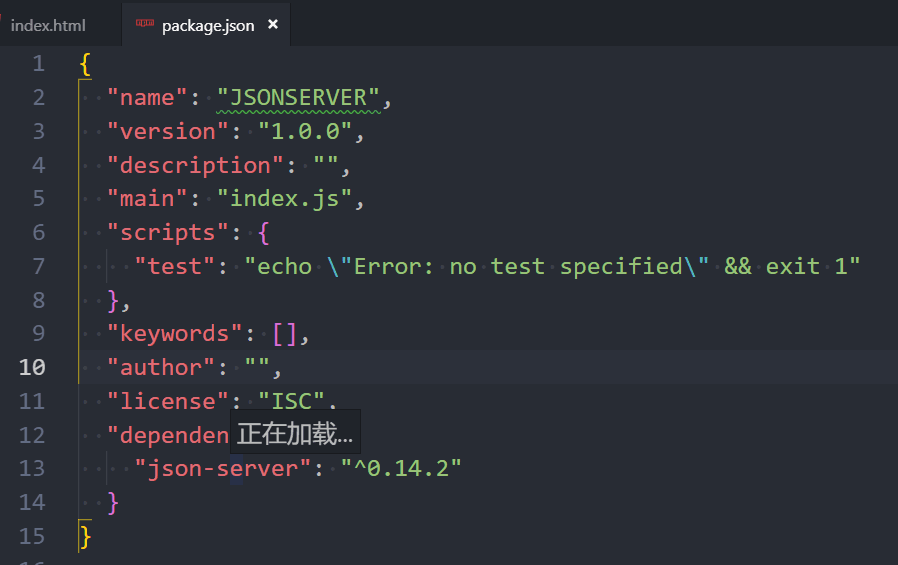 index.html package.json ×
1 {
2 "name": "JSONSERVER",
3 "version": "1.0.0",
4 "description": "",
5 "main": "index.js",
6 "scripts": {
7 "test": "echo \"Error: no test specified\" && exit 1"
8 },
9 "keywords": [],
10 "author": "",
11 "license": "ISC",
12 "dependen 正在加载...
13 "json-server": "^0.14.2"
14 }
15 }